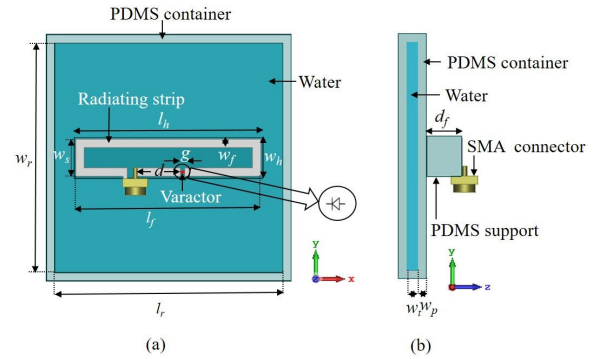 PDMS container
Water
Radiating strip
l_h
w_s
w_f
w_h
g
d
Varactor
l_f
w_r
l_r
y
x
(a)
PDMS container
Water
d_f
SMA connector
PDMS support
y
z
w_t
w_p
(b)